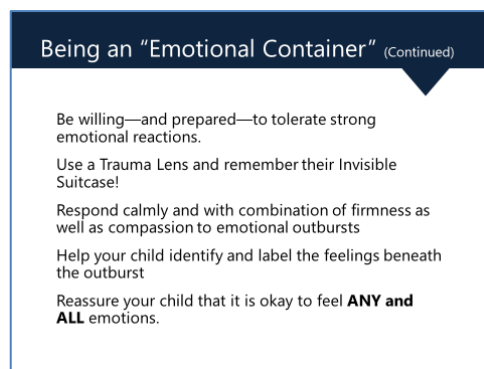 Being an "Emotional Container" (Continued)
Be willing—and prepared—to tolerate strong
emotional reactions.
Use a Trauma Lens and remember their Invisible
Suitcase!
Respond calmly and with combination of firmness as
well as compassion to emotional outbursts
Help your child identify and label the feelings beneath
the outburst
Reassure your child that it is okay to feel ANY and
ALL emotions.